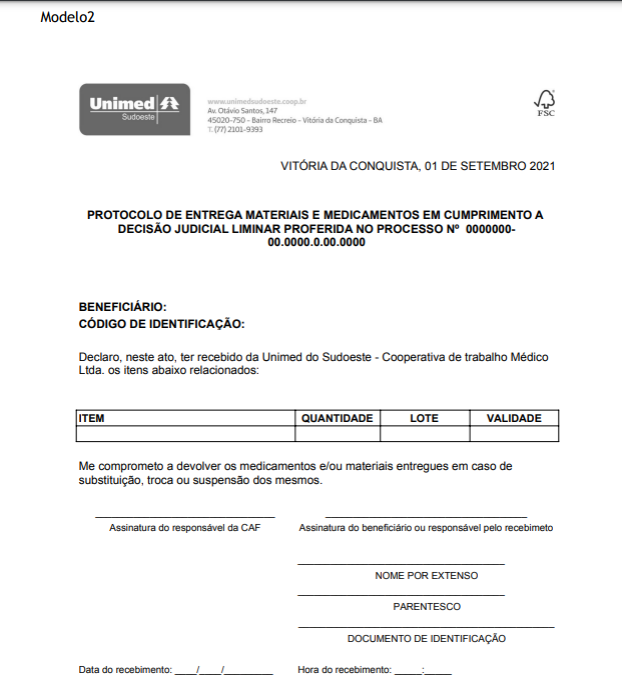 Modelo2
Unimed
Sudoeste
www.unimedsudoeste.coop.br
Av. Otávio Santos, 147
45020-750 - Bairro Recreio - Vitória da Conquista - BA
T. (77) 2101-9393
FSC
VITÓRIA DA CONQUISTA, 01 DE SETEMBRO 2021
PROTOCOLO DE ENTREGA MATERIAIS E MEDICAMENTOS EM CUMPRIMENTO A
DECISÃO JUDICIAL LIMINAR PROFERIDA NO PROCESSO Nº 0000000-
00.0000.0.00.0000
BENEFICIÁRIO:
CÓDIGO DE IDENTIFICAÇÃO:
Declaro, neste ato, ter recebido da Unimed do Sudoeste - Cooperativa de trabalho Médico
Ltda. os itens abaixo relacionados:
ITEM QUANTIDADE LOTE VALIDADE
Me comprometo a devolver os medicamentos e/ou materiais entregues em caso de
substituição, troca ou suspensão dos mesmos.
Assinatura do responsável da CAF Assinatura do beneficiário ou responsável pelo recebimeto
NOME POR EXTENSO
PARENTESCO
DOCUMENTO DE IDENTIFICAÇÃO
Data do recebimento: ____/____/_________ Hora do recebimento: _____:_____